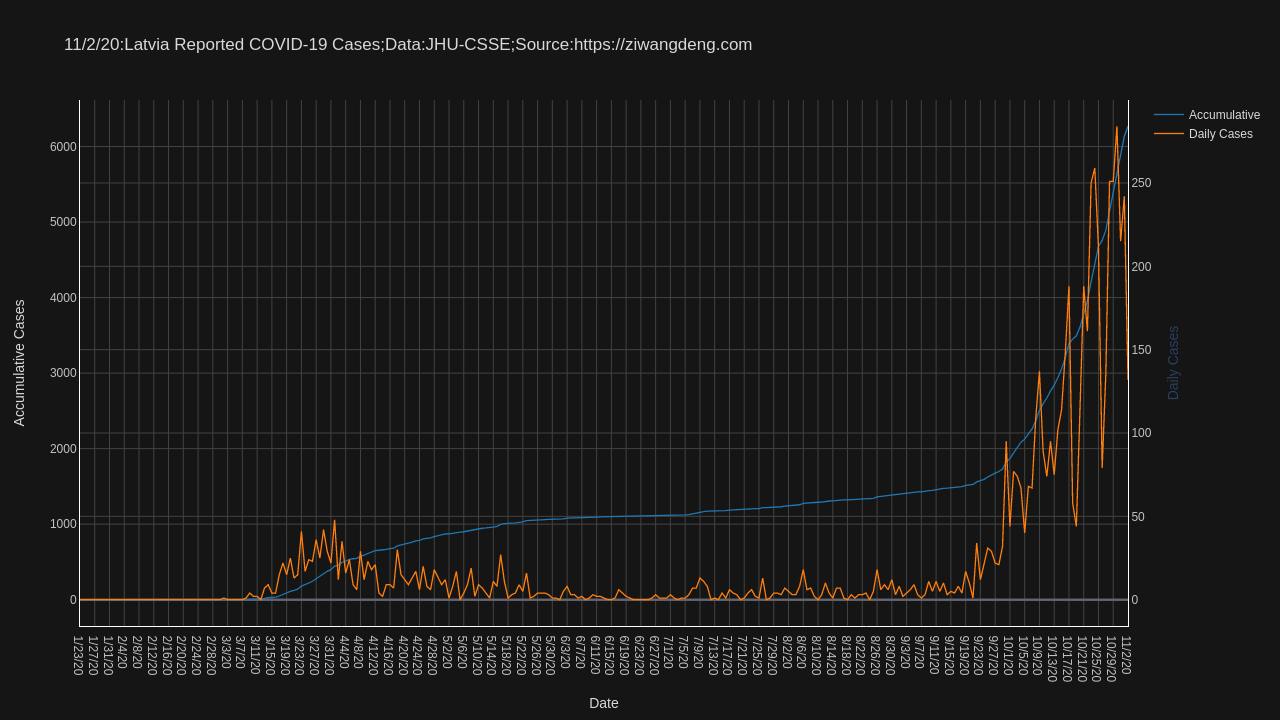 11/2/20:Latvia Reported COVID-19 Cases;Data:JHU-CSSE;Source:https://ziwangdeng.com
Accumulative
Daily Cases
Accumulative Cases
6000
5000
4000
3000
2000
1000
0
250
200
150
100
50
0
Daily Cases
1/23/20 1/27/20 1/31/20 2/4/20 2/8/20 2/12/20 2/16/20 2/20/20 2/24/20 2/28/20 3/3/20 3/7/20 3/11/20 3/15/20 3/19/20 3/23/20 3/27/20 3/31/20 4/4/20 4/8/20 4/12/20 4/16/20 4/20/20 4/24/20 4/28/20 5/2/20 5/6/20 5/10/20 5/14/20 5/18/20 5/22/20 5/26/20 5/30/20 6/3/20 6/7/20 6/11/20 6/15/20 6/19/20 6/23/20 6/27/20 7/1/20 7/5/20 7/9/20 7/13/20 7/17/20 7/21/20 7/25/20 7/29/20 8/2/20 8/6/20 8/10/20 8/14/20 8/18/20 8/22/20 8/26/20 8/30/20 9/3/20 9/7/20 9/11/20 9/15/20 9/19/20 9/23/20 9/27/20 10/1/20 10/5/20 10/9/20 10/13/20 10/17/20 10/21/20 10/25/20 10/29/20 11/2/20
Date